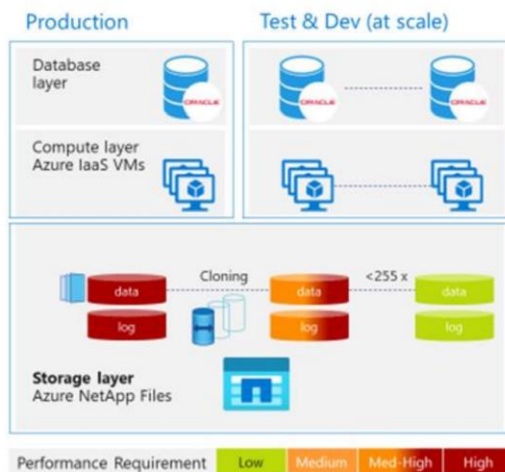 Production
Test & Dev (at scale)
Database
layer
ORACLE
ORACLE
ORACLE
Compute layer
Azure IaaS VMs
Cloning
<255 x
data
data
data
log
log
log
Storage layer
Azure NetApp Files
Performance Requirement
Low
Medium
Med-High
High